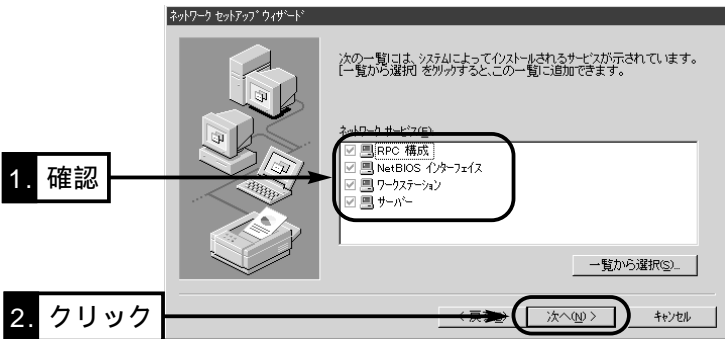 ネットワーク セットアップ ウィザード
次の一覧には、システムによってインストールされるサービスが示されています。
[一覧から選択] をクリックすると、この一覧に追加できます。
ネットワーク サービス(E):
RPC 構成
NetBIOS インターフェイス
ワークステーション
サーバー
1. 確認
一覧から選択(S)...
2. クリック
次へ(N) >
キャンセル